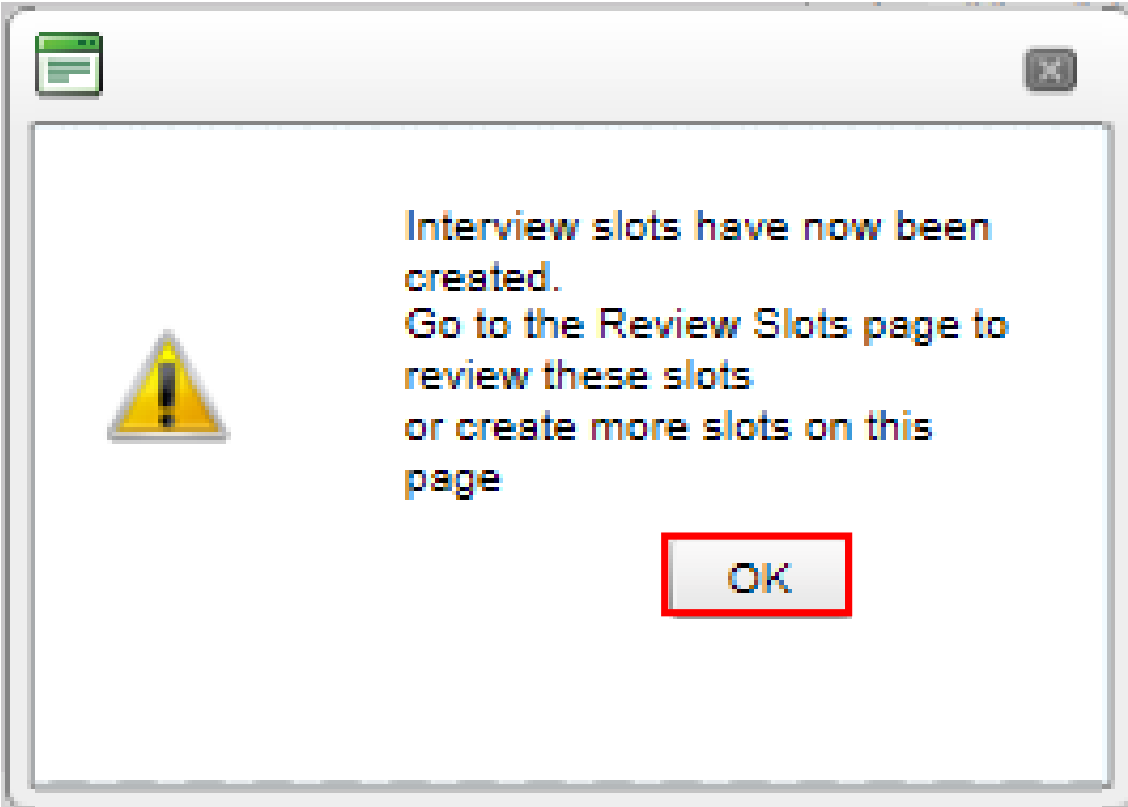 Interview slots have now been
created.
Go to the Review Slots page to
review these slots
or create more slots on this
page
OK